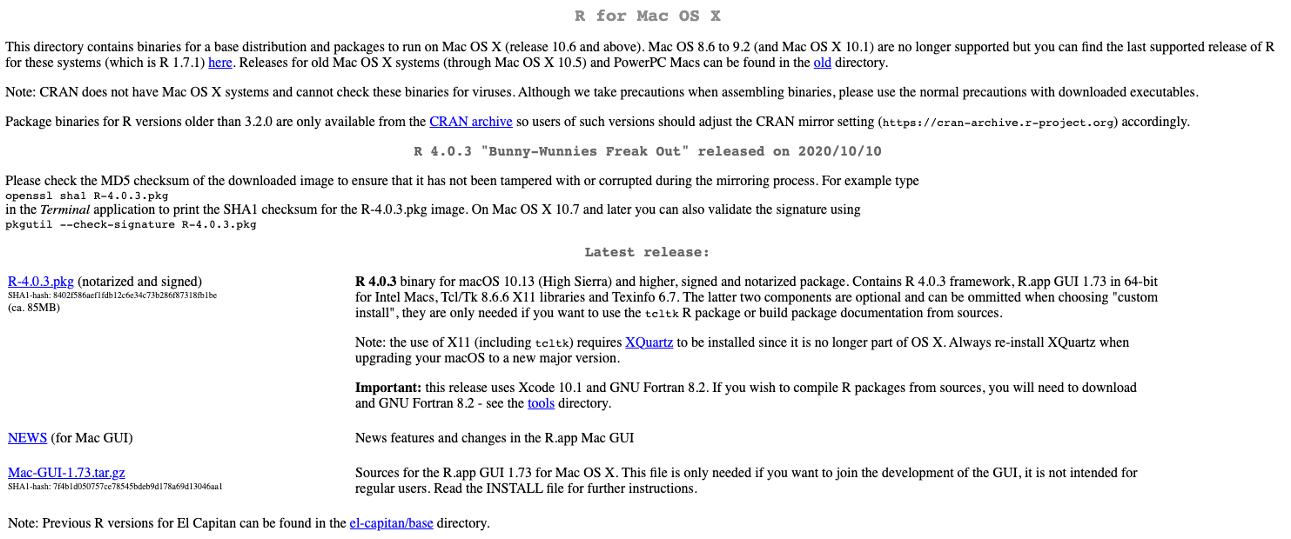 R for Mac OS X
This directory contains binaries for a base distribution and packages to run on Mac OS X (release 10.6 and above). Mac OS 8.6 to 9.2 (and Mac OS X 10.1) are no longer supported but you can find the last supported release of R
for these systems (which is R 1.7.1) here. Releases for old Mac OS X systems (through Mac OS X 10.5) and PowerPC Macs can be found in the old directory.
Note: CRAN does not have Mac OS X systems and cannot check these binaries for viruses. Although we take precautions when assembling binaries, please use the normal precautions with downloaded executables.
Package binaries for R versions older than 3.2.0 are only available from the CRAN archive so users of such versions should adjust the CRAN mirror setting (https://cran-archive.r-project.org) accordingly.
R 4.0.3 "Bunny-Wunnies Freak Out" released on 2020/10/10
Please check the MD5 checksum of the downloaded image to ensure that it has not been tampered with or corrupted during the mirroring process. For example type
openssl sha1 R-4.0.3.pkg
in the Terminal application to print the SHA1 checksum for the R-4.0.3.pkg image. On Mac OS X 10.7 and later you can also validate the signature using
pkgutil --check-signature R-4.0.3.pkg
Latest release:
R-4.0.3.pkg (notarized and signed)
SHA1-hash: 8402f586aef1fdb12c6e34c73b286f87318fb1be
(ca. 85MB)
R 4.0.3 binary for macOS 10.13 (High Sierra) and higher, signed and notarized package. Contains R 4.0.3 framework, R.app GUI 1.73 in 64-bit
for Intel Macs, Tcl/Tk 8.6.6 X11 libraries and Texinfo 6.7. The latter two components are optional and can be ommitted when choosing "custom
install", they are only needed if you want to use the tcltk R package or build package documentation from sources.
Note: the use of X11 (including tcltk) requires XQuartz to be installed since it is no longer part of OS X. Always re-install XQuartz when
upgrading your macOS to a new major version.
Important: this release uses Xcode 10.1 and GNU Fortran 8.2. If you wish to compile R packages from sources, you will need to download
and GNU Fortran 8.2 - see the tools directory.
NEWS (for Mac GUI)
News features and changes in the R.app Mac GUI
Mac-GUI-1.73.tar.gz
SHA1-hash: 7f4b1d050757ce78545bdeb9d178a69d13046aa1
Sources for the R.app GUI 1.73 for Mac OS X. This file is only needed if you want to join the development of the GUI, it is not intended for
regular users. Read the INSTALL file for further instructions.
Note: Previous R versions for El Capitan can be found in the el-capitan/base directory.